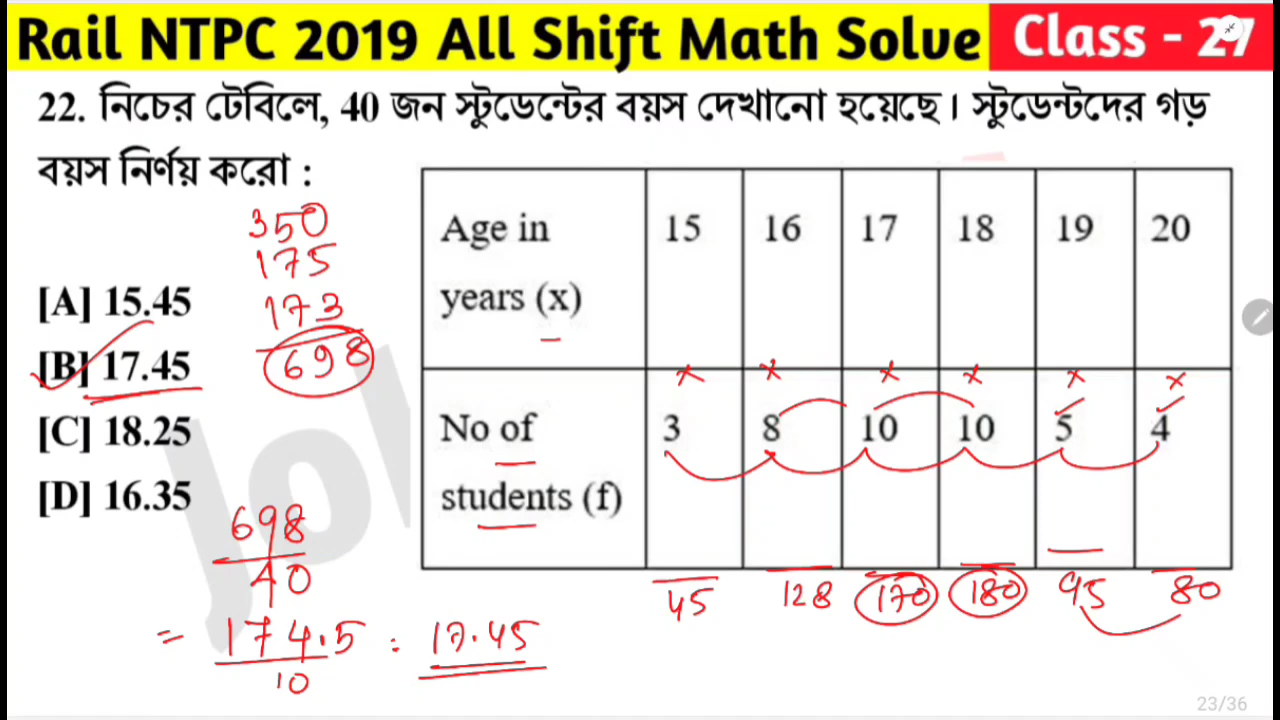 Rail NTPC 2019 All Shift Math Solve Class - 27
22. নিচের টেবিলে, 40 জন স্টুডেন্টের বয়স দেখানো হয়েছে। স্টুডেন্টদের গড়
বয়স নির্ণয় করো :
350
175
173
698
[A] 15.45
[B] 17.45
[C] 18.25
[D] 16.35
Age in years (x) 15 16 17 18 19 20
× × × × × ×
No of students (f) 3 8 10 10 5 4
45 128 170 180 95 80
698
40
= 174.5 : 17.45
10
23/36